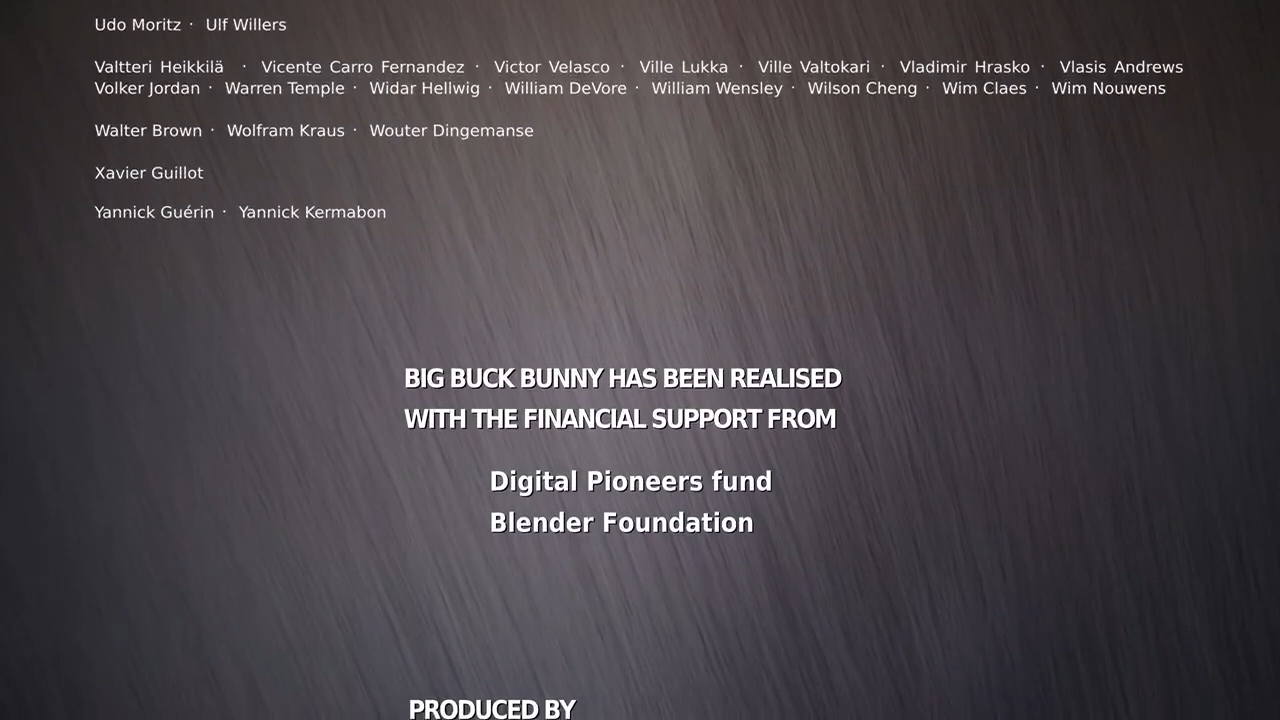 Udo Moritz · Ulf Willers
Valtteri Heikkilä · Vicente Carro Fernandez · Victor Velasco · Ville Lukka · Ville Valtokari · Vladimir Hrasko · Vlasis Andrews
Volker Jordan · Warren Temple · Widar Hellwig · William DeVore · William Wensley · Wilson Cheng · Wim Claes · Wim Nouwens
Walter Brown · Wolfram Kraus · Wouter Dingemanse
Xavier Guillot
Yannick Guérin · Yannick Kermabon
BIG BUCK BUNNY HAS BEEN REALISED
WITH THE FINANCIAL SUPPORT FROM
Digital Pioneers fund
Blender Foundation
PRODUCED BY